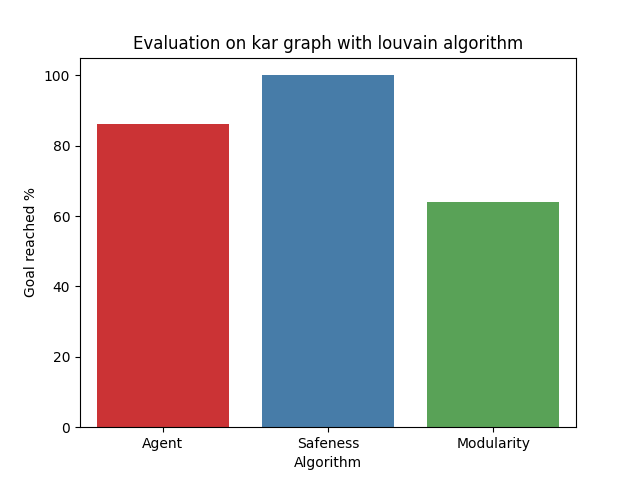 Evaluation on kar graph with louvain algorithm
Goal reached %
100
80
60
40
20
0
Agent
Safeness
Modularity
Algorithm